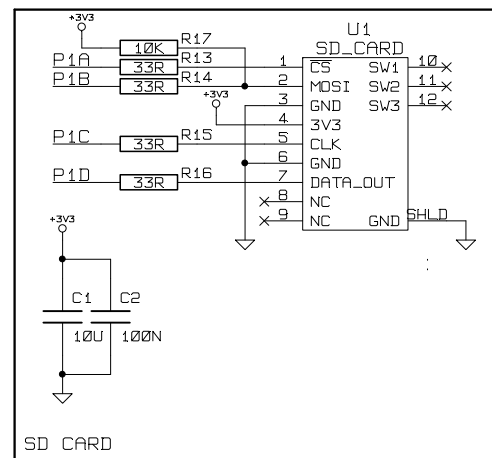 +3V3
U1
SD_CARD
10K R17
P1A 33R R13 1 CS SW1 10
P1B 33R R14 2 MOSI SW2 11
3 GND SW3 12
+3V3
4 3V3
P1C 33R R15 5 CLK
6 GND
P1D 33R R16 7 DATA_OUT
8 NC
9 NC GND SHLD
+3V3
C1 C2
10U 100N
SD CARD